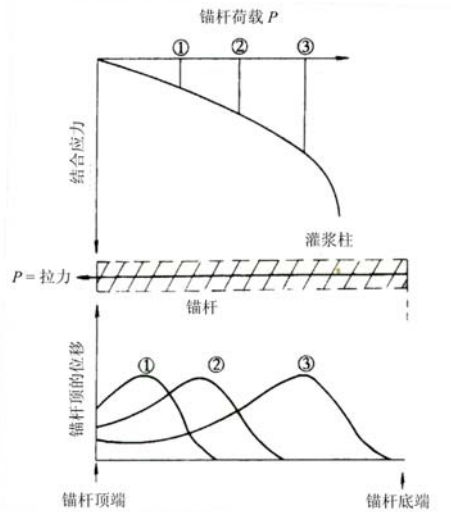 锚杆荷载 P
① ② ③
结合应力
灌浆柱
P = 拉力
锚杆
锚杆顶的位移
① ② ③
锚杆顶端
锚杆底端